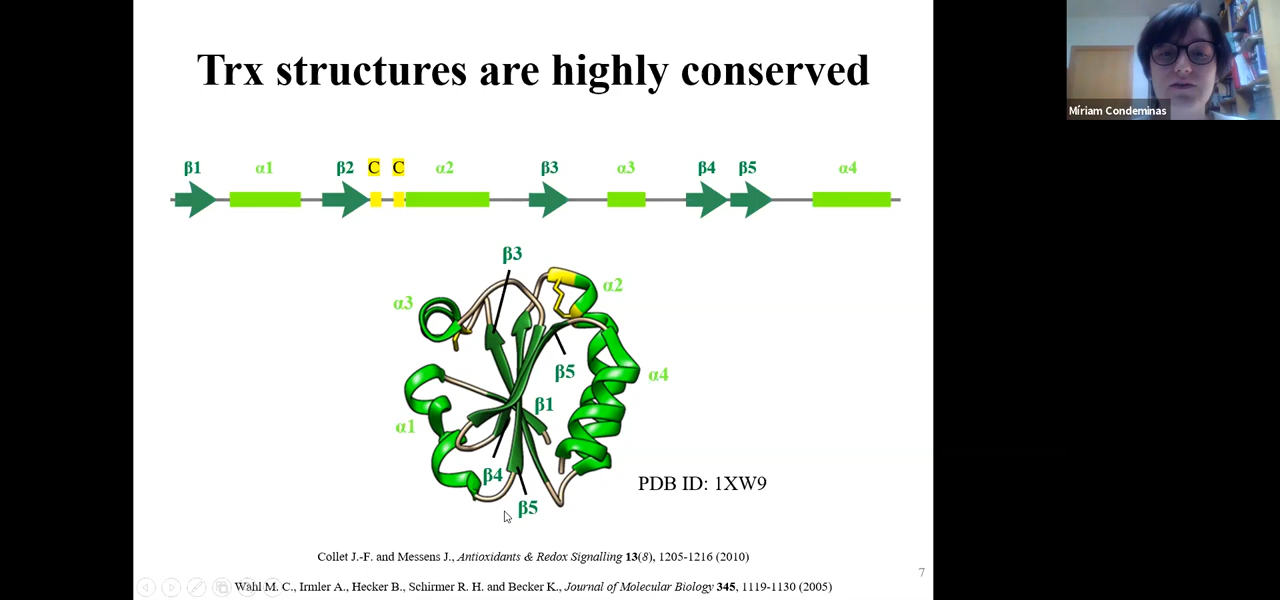 Trx structures are highly conserved
Míriam Condeminas
β1 α1 β2 C C α2 β3 α3 β4 β5 α4
β3
α2
α3
β5
α4
β1
α1
β4
PDB ID: 1XW9
β5
Collet J.-F. and Messens J., Antioxidants & Redox Signalling 13(8), 1205-1216 (2010)
7
Wahl M. C., Irmler A., Hecker B., Schirmer R. H. and Becker K., Journal of Molecular Biology 345, 1119-1130 (2005)